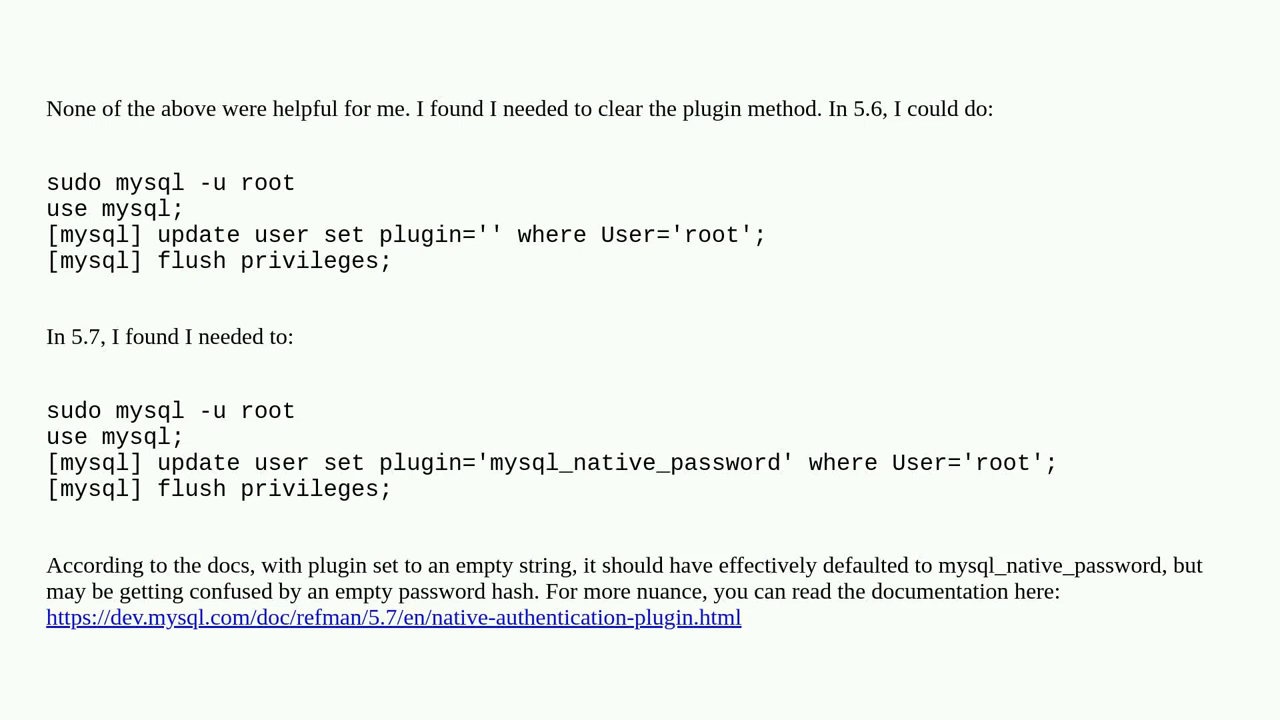 None of the above were helpful for me. I found I needed to clear the plugin method. In 5.6, I could do:
sudo mysql -u root
use mysql;
[mysql] update user set plugin='' where User='root';
[mysql] flush privileges;
In 5.7, I found I needed to:
sudo mysql -u root
use mysql;
[mysql] update user set plugin='mysql_native_password' where User='root';
[mysql] flush privileges;
According to the docs, with plugin set to an empty string, it should have effectively defaulted to mysql_native_password, but
may be getting confused by an empty password hash. For more nuance, you can read the documentation here:
https://dev.mysql.com/doc/refman/5.7/en/native-authentication-plugin.html